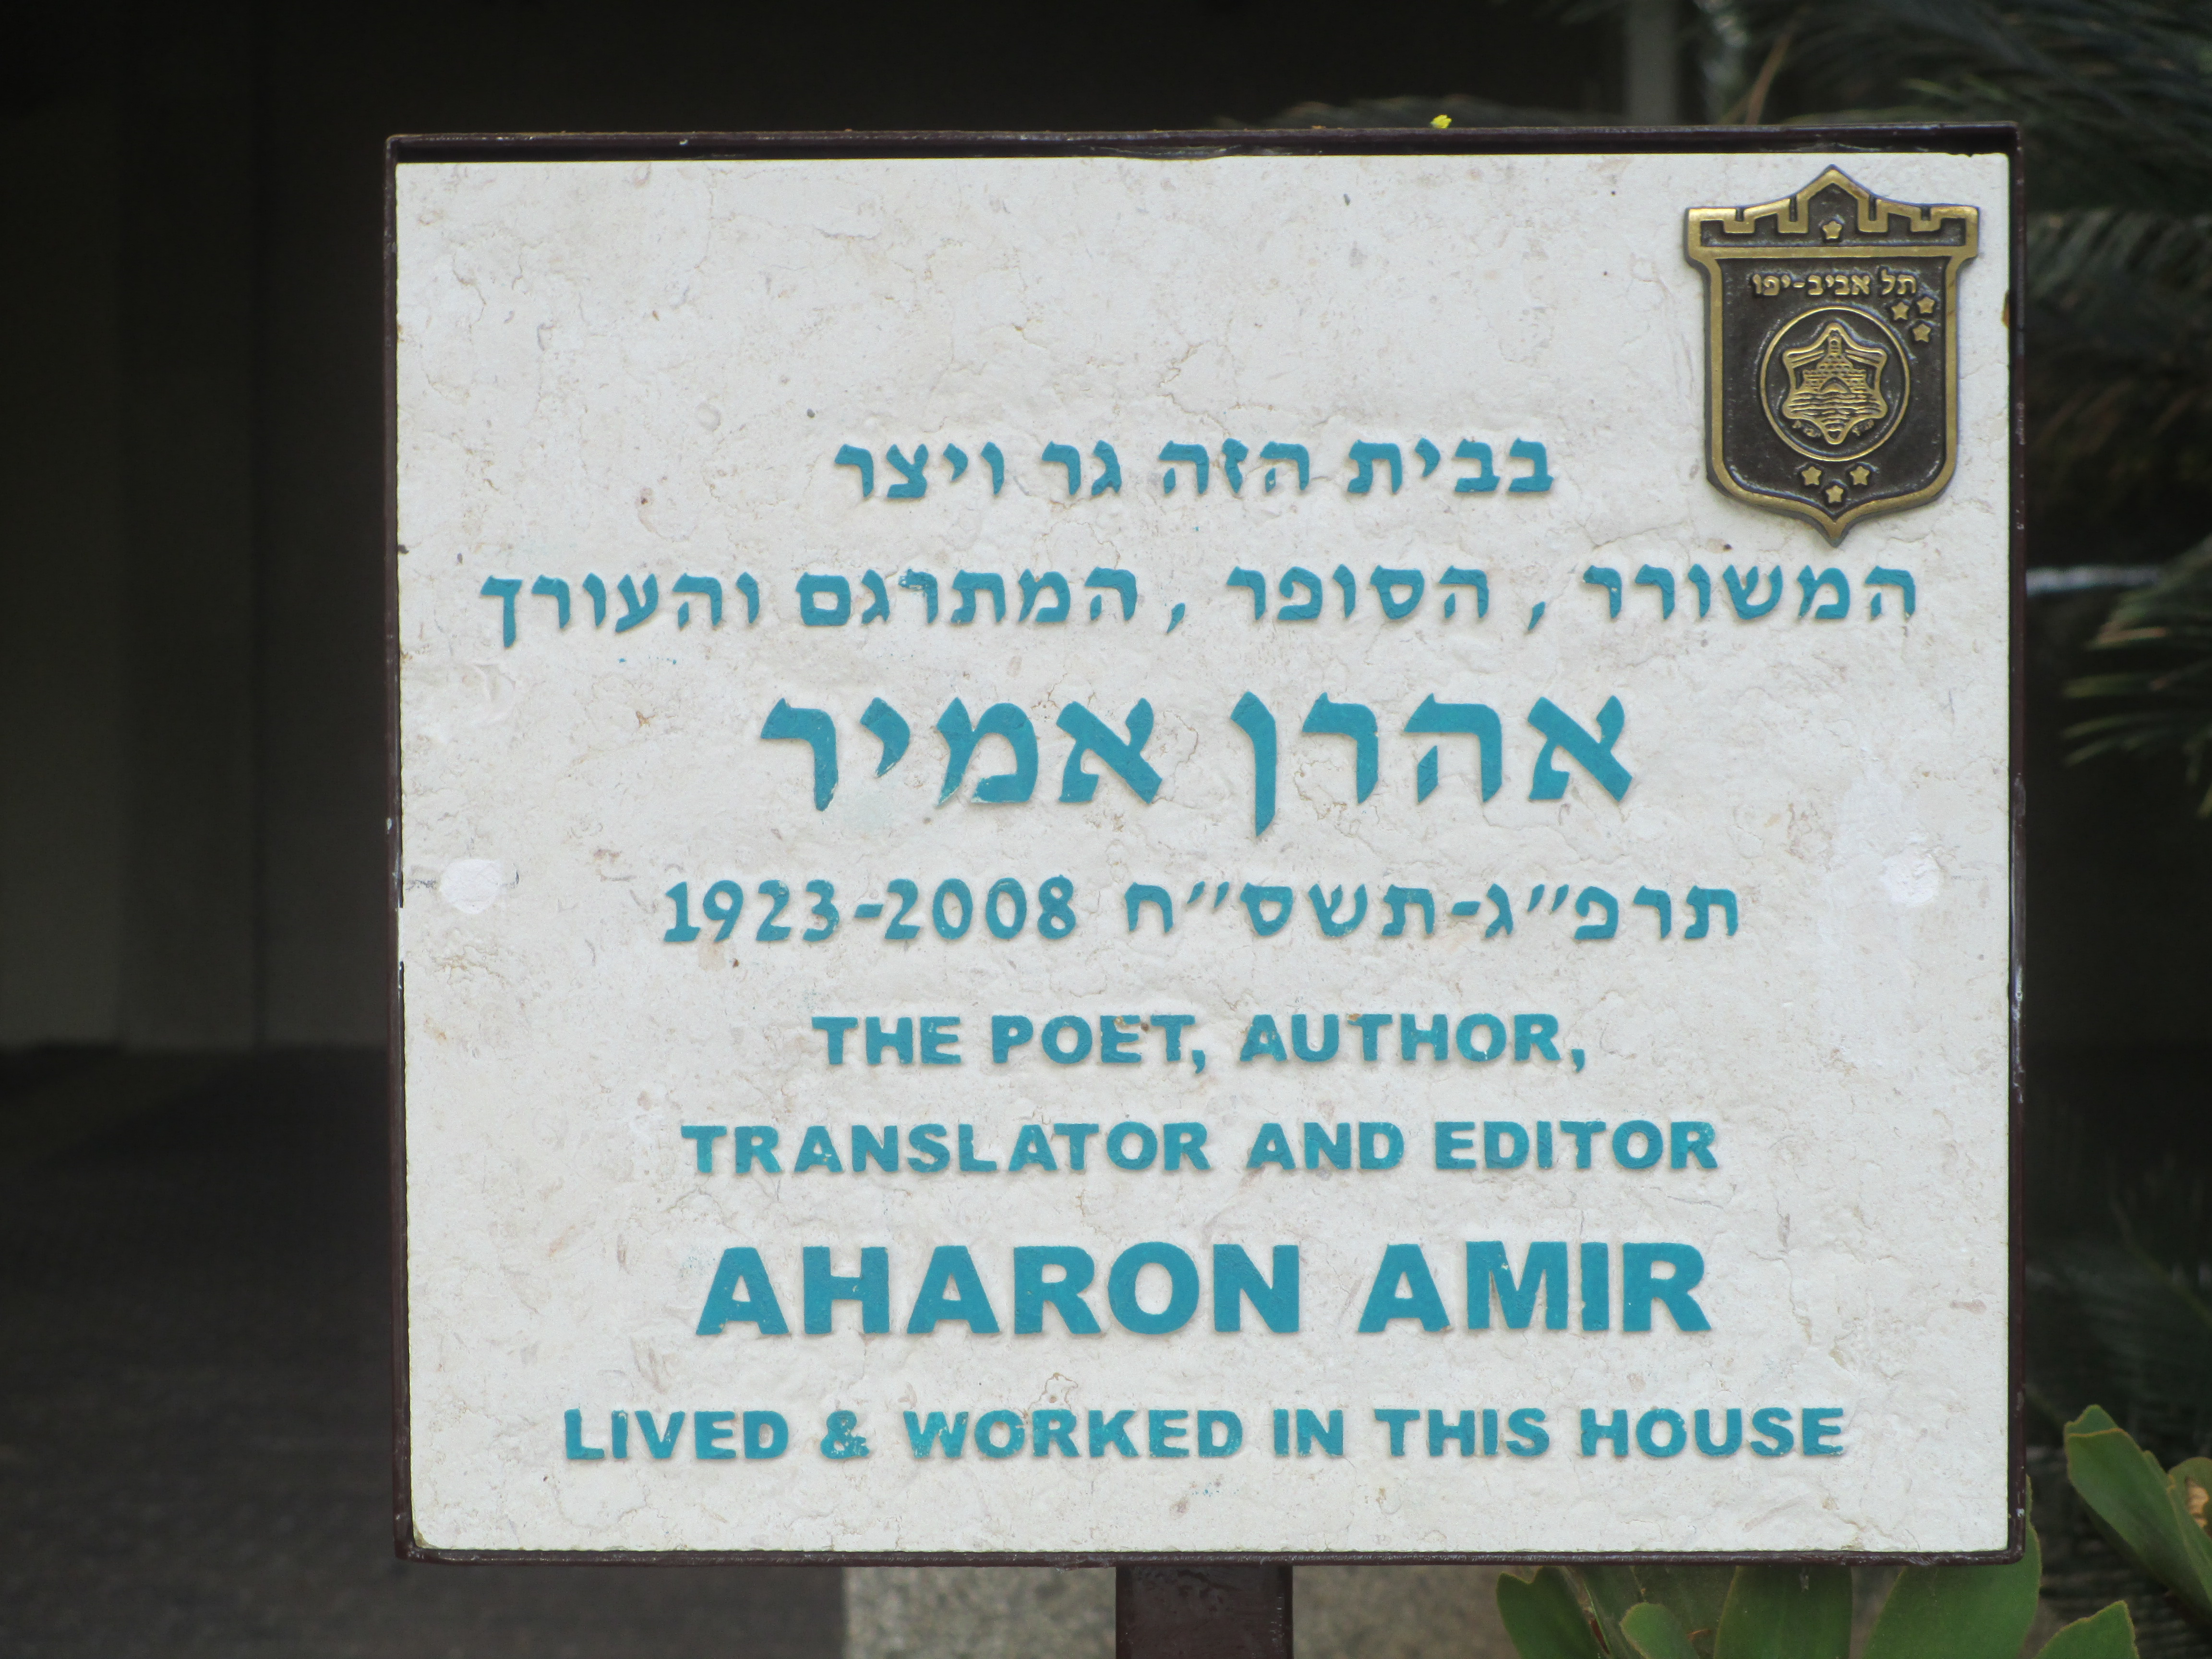 תל אביב-יפו
בבית הזה גר ויצר
המשורר, הסופר, המתרגם והעורך
אהרן אמיר
תרפ״ג-תשס״ח 1923-2008
THE POET, AUTHOR,
TRANSLATOR AND EDITOR
AHARON AMIR
LIVED & WORKED IN THIS HOUSE